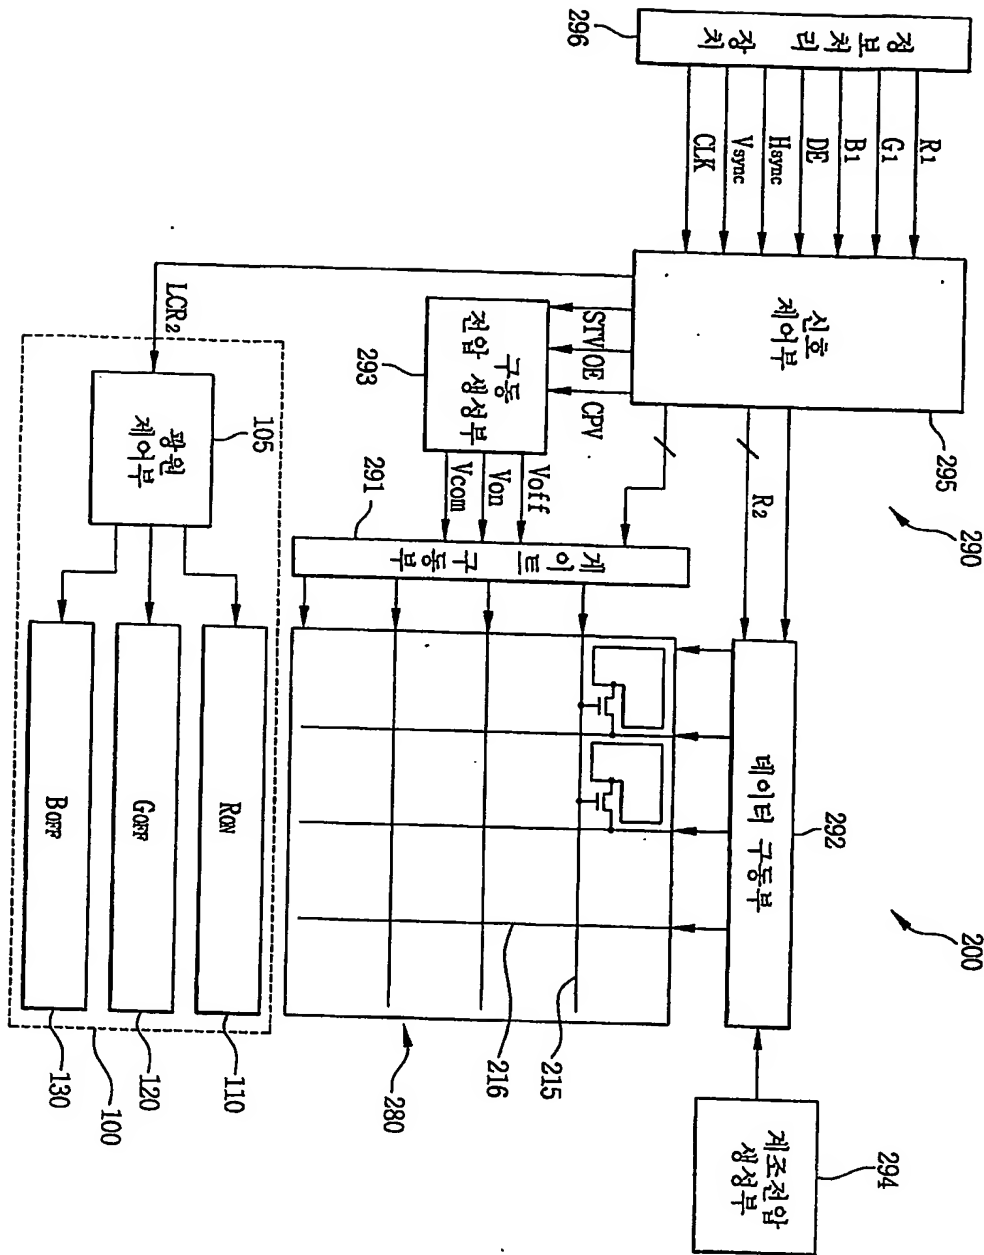 296
정보처리 장치
R1
G1
B1
DE
Hsync
Vsync
CLK
신호
제어부
295
290
LCR2
STV
OE
CPV
구동
전압 생성부
293
R2
Voff
Von
Vcom
291
게이트 구동부
데이터 구동부
292
200
계조전압
생성부
294
215
216
280
광원
제어부
105
RON
GOFF
BOFF
110
120
130
100